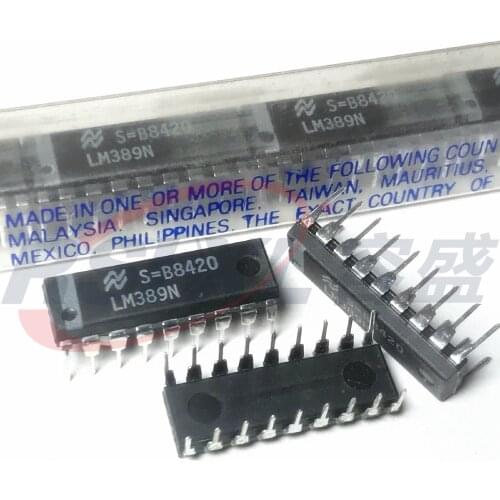 S=B8420
LM389N
S=B8420
LM389N
MADE IN ONE OR MORE OF THE FOLLOWING COUN
MALAYSIA, SINGAPORE, TAIWAN, MAURITIUS,
MEXICO, PHILIPPINES. THE EXACT COUNTRY OF
S=B8420
LM389N
8420